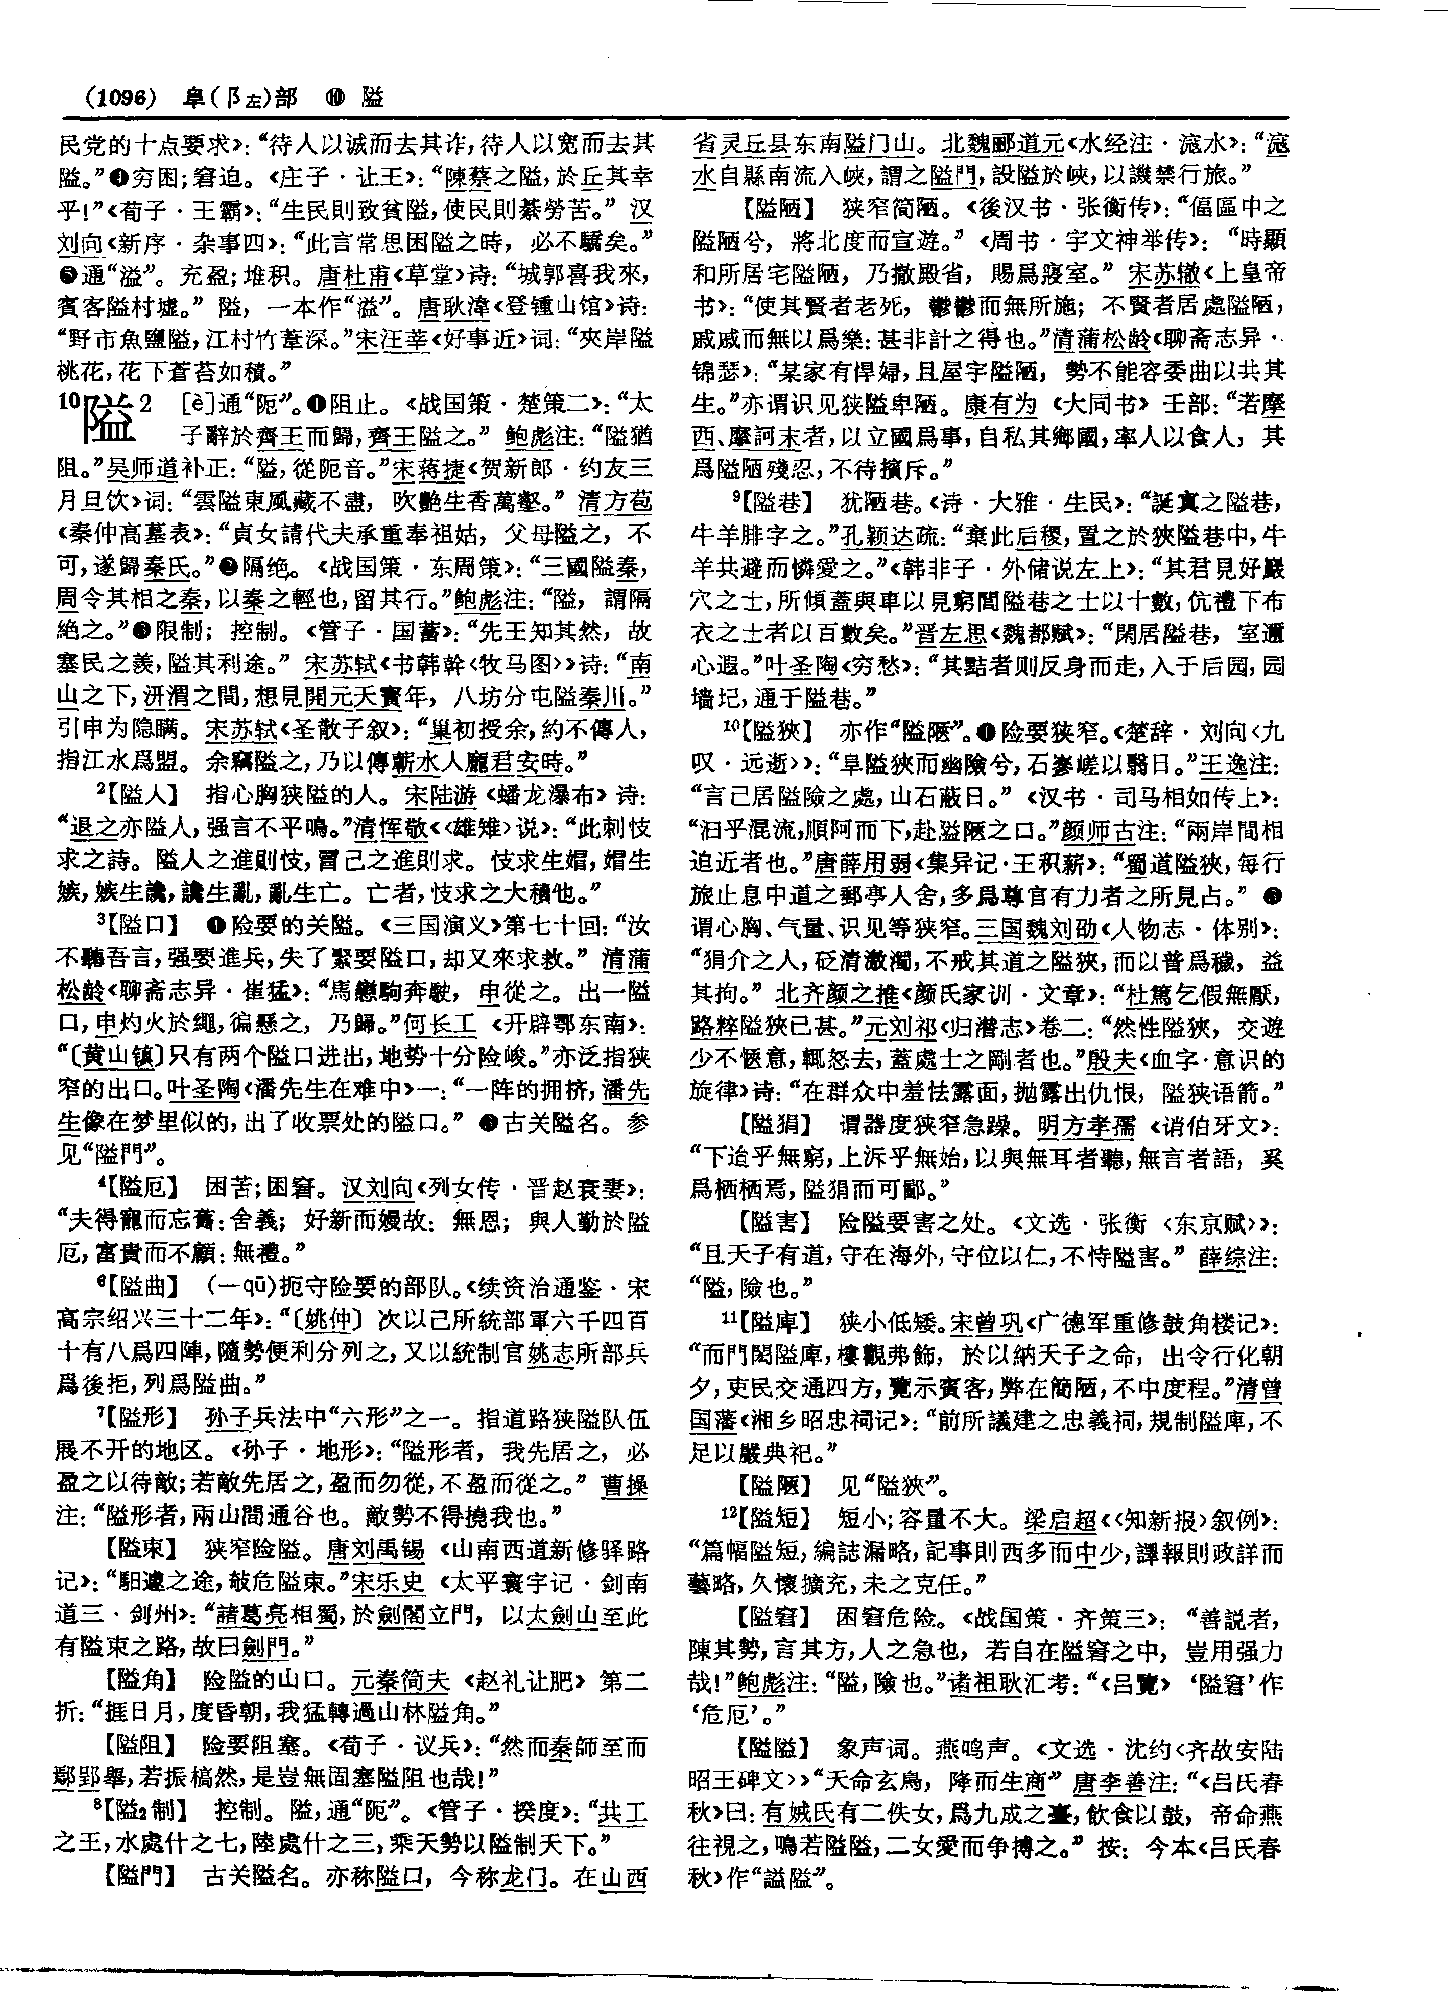 (1096) 阜(阝左)部 ⑩ 隘
民党的十点要求》：“待人以诚而去其诈，待人以宽而去其
隘。”❹穷困；窘迫。《庄子·让王》：“陳蔡之隘，於丘其幸
乎！”《荀子·王霸》：“生民則致貧隘，使民則綦勞苦。” 汉
刘向《新序·杂事四》：“此言常思困隘之時，必不驕矣。”
❺通“溢”。充盈；堆积。唐杜甫《草堂》诗：“城郭喜我來，
賓客隘村墟。” 隘，一本作“溢”。唐耿湋《登锺山馆》诗：
“野市魚鹽隘，江村竹葦深。”宋汪莘《好事近》词：“夾岸隘
桃花，花下蒼苔如積。”
10隘2 [è]通“阨”。❶阻止。《战国策·楚策二》：“太
子辭於齊王而歸，齊王隘之。” 鲍彪注：“隘猶
阻。”吴师道补正：“隘，從阨音。”宋蒋捷《贺新郎·约友三
月旦饮》词：“雲隘東風藏不盡，吹艷生香萬壑。” 清方苞
《秦仲高墓表》：“貞女請代夫承重奉祖姑，父母隘之，不
可，遂歸秦氏。”❷隔绝。《战国策·东周策》：“三國隘秦，
周令其相之秦，以秦之輕也，留其行。”鲍彪注：“隘，謂隔
絶之。”❸限制；控制。《管子·国蓄》：“先王知其然，故
塞民之羨，隘其利途。” 宋苏轼《书韩幹〈牧马图〉》诗：“南
山之下，汧渭之間，想見開元天寶年，八坊分屯隘秦川。”
引申为隐瞒。宋苏轼《圣散子叙》：“巢初授余，約不傳人，
指江水爲盟。余竊隘之，乃以傳蘄水人龐君安時。”
2【隘人】 指心胸狭隘的人。宋陆游《蟠龙瀑布》诗：
“退之亦隘人，强言不平鳴。”清恽敬《〈雄雉〉说》：“此刺忮
求之詩。隘人之進則忮，冒己之進則求。忮求生媢，媢生
嫉，嫉生讒，讒生亂，亂生亡。亡者，忮求之大積也。”
3【隘口】 ❶险要的关隘。《三国演义》第七十回：“汝
不聽吾言，强要進兵，失了緊要隘口，却又來求救。” 清蒲
松龄《聊斋志异·崔猛》：“馬戀駒奔駛，申從之。出一隘
口，申灼火於繩，徧懸之，乃歸。”何长工《开辟鄂东南》：
“〔黄山镇〕只有两个隘口进出，地势十分险峻。”亦泛指狭
窄的出口。叶圣陶《潘先生在难中》一：“一阵的拥挤，潘先
生像在梦里似的，出了收票处的隘口。” ❷古关隘名。参
见“隘門”。
4【隘厄】 困苦；困窘。汉刘向《列女传·晋赵衰妻》：
“夫得寵而忘舊：舍義；好新而嫚故：無恩；與人勤於隘
厄，富貴而不顧：無禮。”
6【隘曲】 (—qū)扼守险要的部队。《续资治通鉴·宋
高宗绍兴三十二年》：“〔姚仲〕次以己所統部軍六千四百
十有八爲四陣，隨勢便利分列之，又以統制官姚志所部兵
爲後拒，列爲隘曲。”
7【隘形】 孙子兵法中“六形”之一。指道路狭隘队伍
展不开的地区。《孙子·地形》：“隘形者，我先居之，必
盈之以待敵；若敵先居之，盈而勿從，不盈而從之。” 曹操
注：“隘形者，兩山間通谷也。敵勢不得撓我也。”
【隘束】 狭窄险隘。唐刘禹锡《山南西道新修驿路
记》：“馹遽之途，敧危隘束。”宋乐史《太平寰宇记·剑南
道三·剑州》：“諸葛亮相蜀，於劍閣立門，以太劍山至此
有隘束之路，故曰劍門。”
【隘角】 险隘的山口。元秦简夫《赵礼让肥》第二
折：“捱日月，度昏朝，我猛轉過山林隘角。”
【隘阻】 险要阻塞。《荀子·议兵》：“然而秦師至而
鄢郢舉，若振槁然，是豈無固塞隘阻也哉！”
8【隘2制】 控制。隘，通“阨”。《管子·揆度》：“共工
之王，水處什之七，陸處什之三，乘天勢以隘制天下。”
【隘門】 古关隘名。亦称隘口，今称龙门。在山西
省灵丘县东南隘门山。北魏郦道元《水经注·㶟水》：“㶟
水自縣南流入峽，謂之隘門，設隘於峽，以譏禁行旅。”
【隘陋】 狭窄简陋。《後汉书·张衡传》：“偪區中之
隘陋兮，將北度而宣遊。”《周书·宇文神举传》：“時顯
和所居宅隘陋，乃撤殿省，賜爲寢室。” 宋苏辙《上皇帝
书》：“使其賢者老死，鬱鬱而無所施；不賢者居處隘陋，
戚戚而無以爲樂：甚非計之得也。”清蒲松龄《聊斋志异·
锦瑟》：“某家有悍婦，且屋宇隘陋，勢不能容委曲以共其
生。”亦谓识见狭隘卑陋。康有为《大同书》壬部：“若摩
西、摩訶末者，以立國爲事，自私其鄉國，率人以食人，其
爲隘陋殘忍，不待擯斥。”
9【隘巷】 犹陋巷。《诗·大雅·生民》：“誕寘之隘巷，
牛羊腓字之。”孔颖达疏：“棄此后稷，置之於狹隘巷中，牛
羊共避而憐愛之。”《韩非子·外储说左上》：“其君見好巖
穴之士，所傾蓋與車以見窮閭隘巷之士以十數，伉禮下布
衣之士者以百數矣。”晋左思《魏都赋》：“閑居隘巷，室邇
心遐。”叶圣陶《穷愁》：“其黠者则反身而走，入于后园，园
墙圮，通于隘巷。”
10【隘狹】 亦作“隘陿”。❶险要狭窄。《楚辞·刘向〈九
叹·远逝〉》：“阜隘狹而幽險兮，石嵾嵯以翳日。”王逸注：
“言己居隘險之處，山石蔽日。”《汉书·司马相如传上》：
“汩乎混流，順阿而下，赴隘陿之口。”颜师古注：“兩岸間相
迫近者也。”唐薛用弱《集异记·王积薪》：“蜀道隘狹，每行
旅止息中道之郵亭人舍，多爲尊官有力者之所見占。” ❷
谓心胸、气量、识见等狭窄。三国魏刘劭《人物志·体别》：
“狷介之人，砭清激濁，不戒其道之隘狹，而以普爲穢，益
其拘。” 北齐颜之推《颜氏家训·文章》：“杜篤乞假無厭，
路粹隘狹已甚。”元刘祁《归潜志》卷二：“然性隘狹，交遊
少不愜意，輒怒去，蓋處士之剛者也。”殷夫《血字·意识的
旋律》诗：“在群众中羞怯露面，抛露出仇恨，隘狭语箭。”
【隘狷】 谓器度狭窄急躁。明方孝孺《诮伯牙文》：
“下迨乎無窮，上泝乎無始，以與無耳者聽，無言者語，奚
爲栖栖焉，隘狷而可鄙。”
【隘害】 险隘要害之处。《文选·张衡〈东京赋〉》：
“且天子有道，守在海外，守位以仁，不恃隘害。” 薛综注：
“隘，險也。”
11【隘庳】 狭小低矮。宋曾巩《广德军重修鼓角楼记》：
“而門閎隘庳，樓觀弗飾，於以納天子之命，出令行化朝
夕，吏民交通四方，覽示賓客，弊在簡陋，不中度程。”清曾
国藩《湘乡昭忠祠记》：“前所議建之忠義祠，規制隘庳，不
足以嚴典祀。”
【隘陿】 见“隘狹”。
12【隘短】 短小；容量不大。梁启超《〈知新报〉叙例》：
“篇幅隘短，編誌漏略，記事則西多而中少，譯報則政詳而
藝略，久懷擴充，未之克任。”
【隘窘】 困窘危险。《战国策·齐策三》：“善説者，
陳其勢，言其方，人之急也，若自在隘窘之中，豈用强力
哉！”鲍彪注：“隘，險也。”诸祖耿汇考：“《吕覽》‘隘窘’作
‘危厄’。”
【隘隘】 象声词。燕鸣声。《文选·沈约〈齐故安陆
昭王碑文〉》“天命玄鳥，降而生商” 唐李善注：“《吕氏春
秋》曰：有娀氏有二佚女，爲九成之臺，飲食以鼓，帝命燕
往視之，鳴若隘隘，二女愛而争搏之。” 按：今本《吕氏春
秋》作“謚隘”。